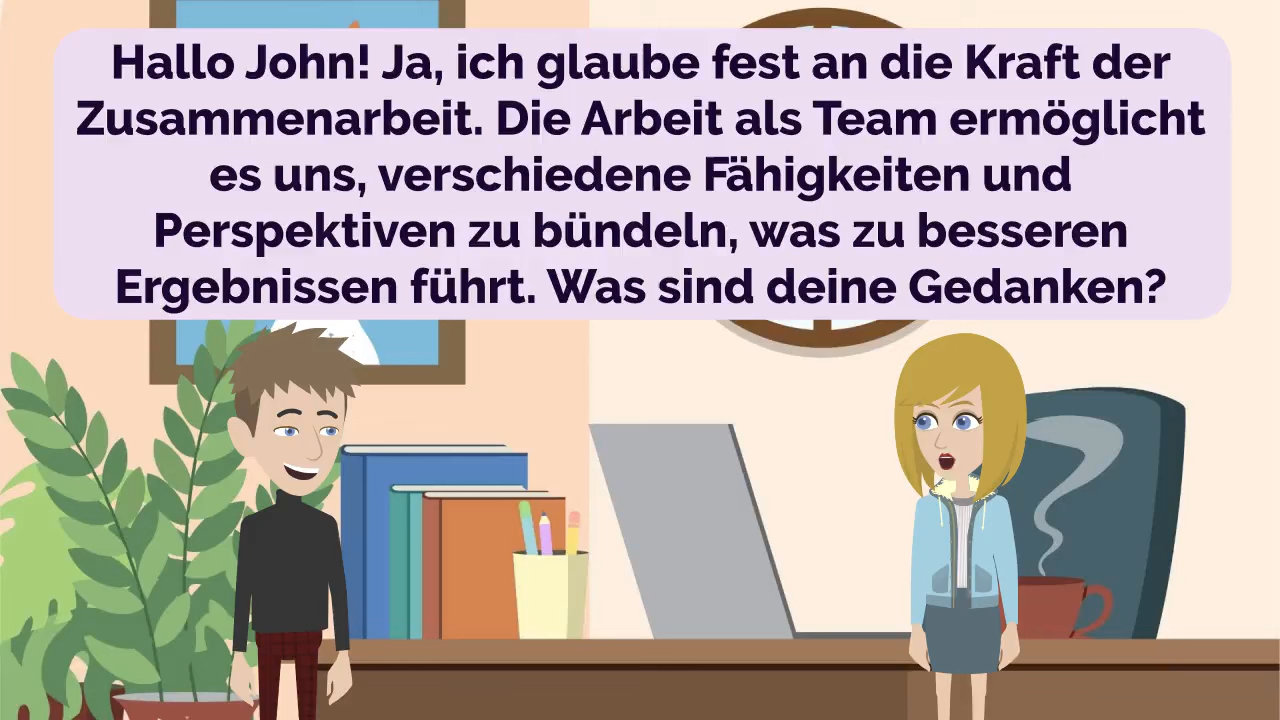 Hallo John! Ja, ich glaube fest an die Kraft der
Zusammenarbeit. Die Arbeit als Team ermöglicht
es uns, verschiedene Fähigkeiten und
Perspektiven zu bündeln, was zu besseren
Ergebnissen führt. Was sind deine Gedanken?